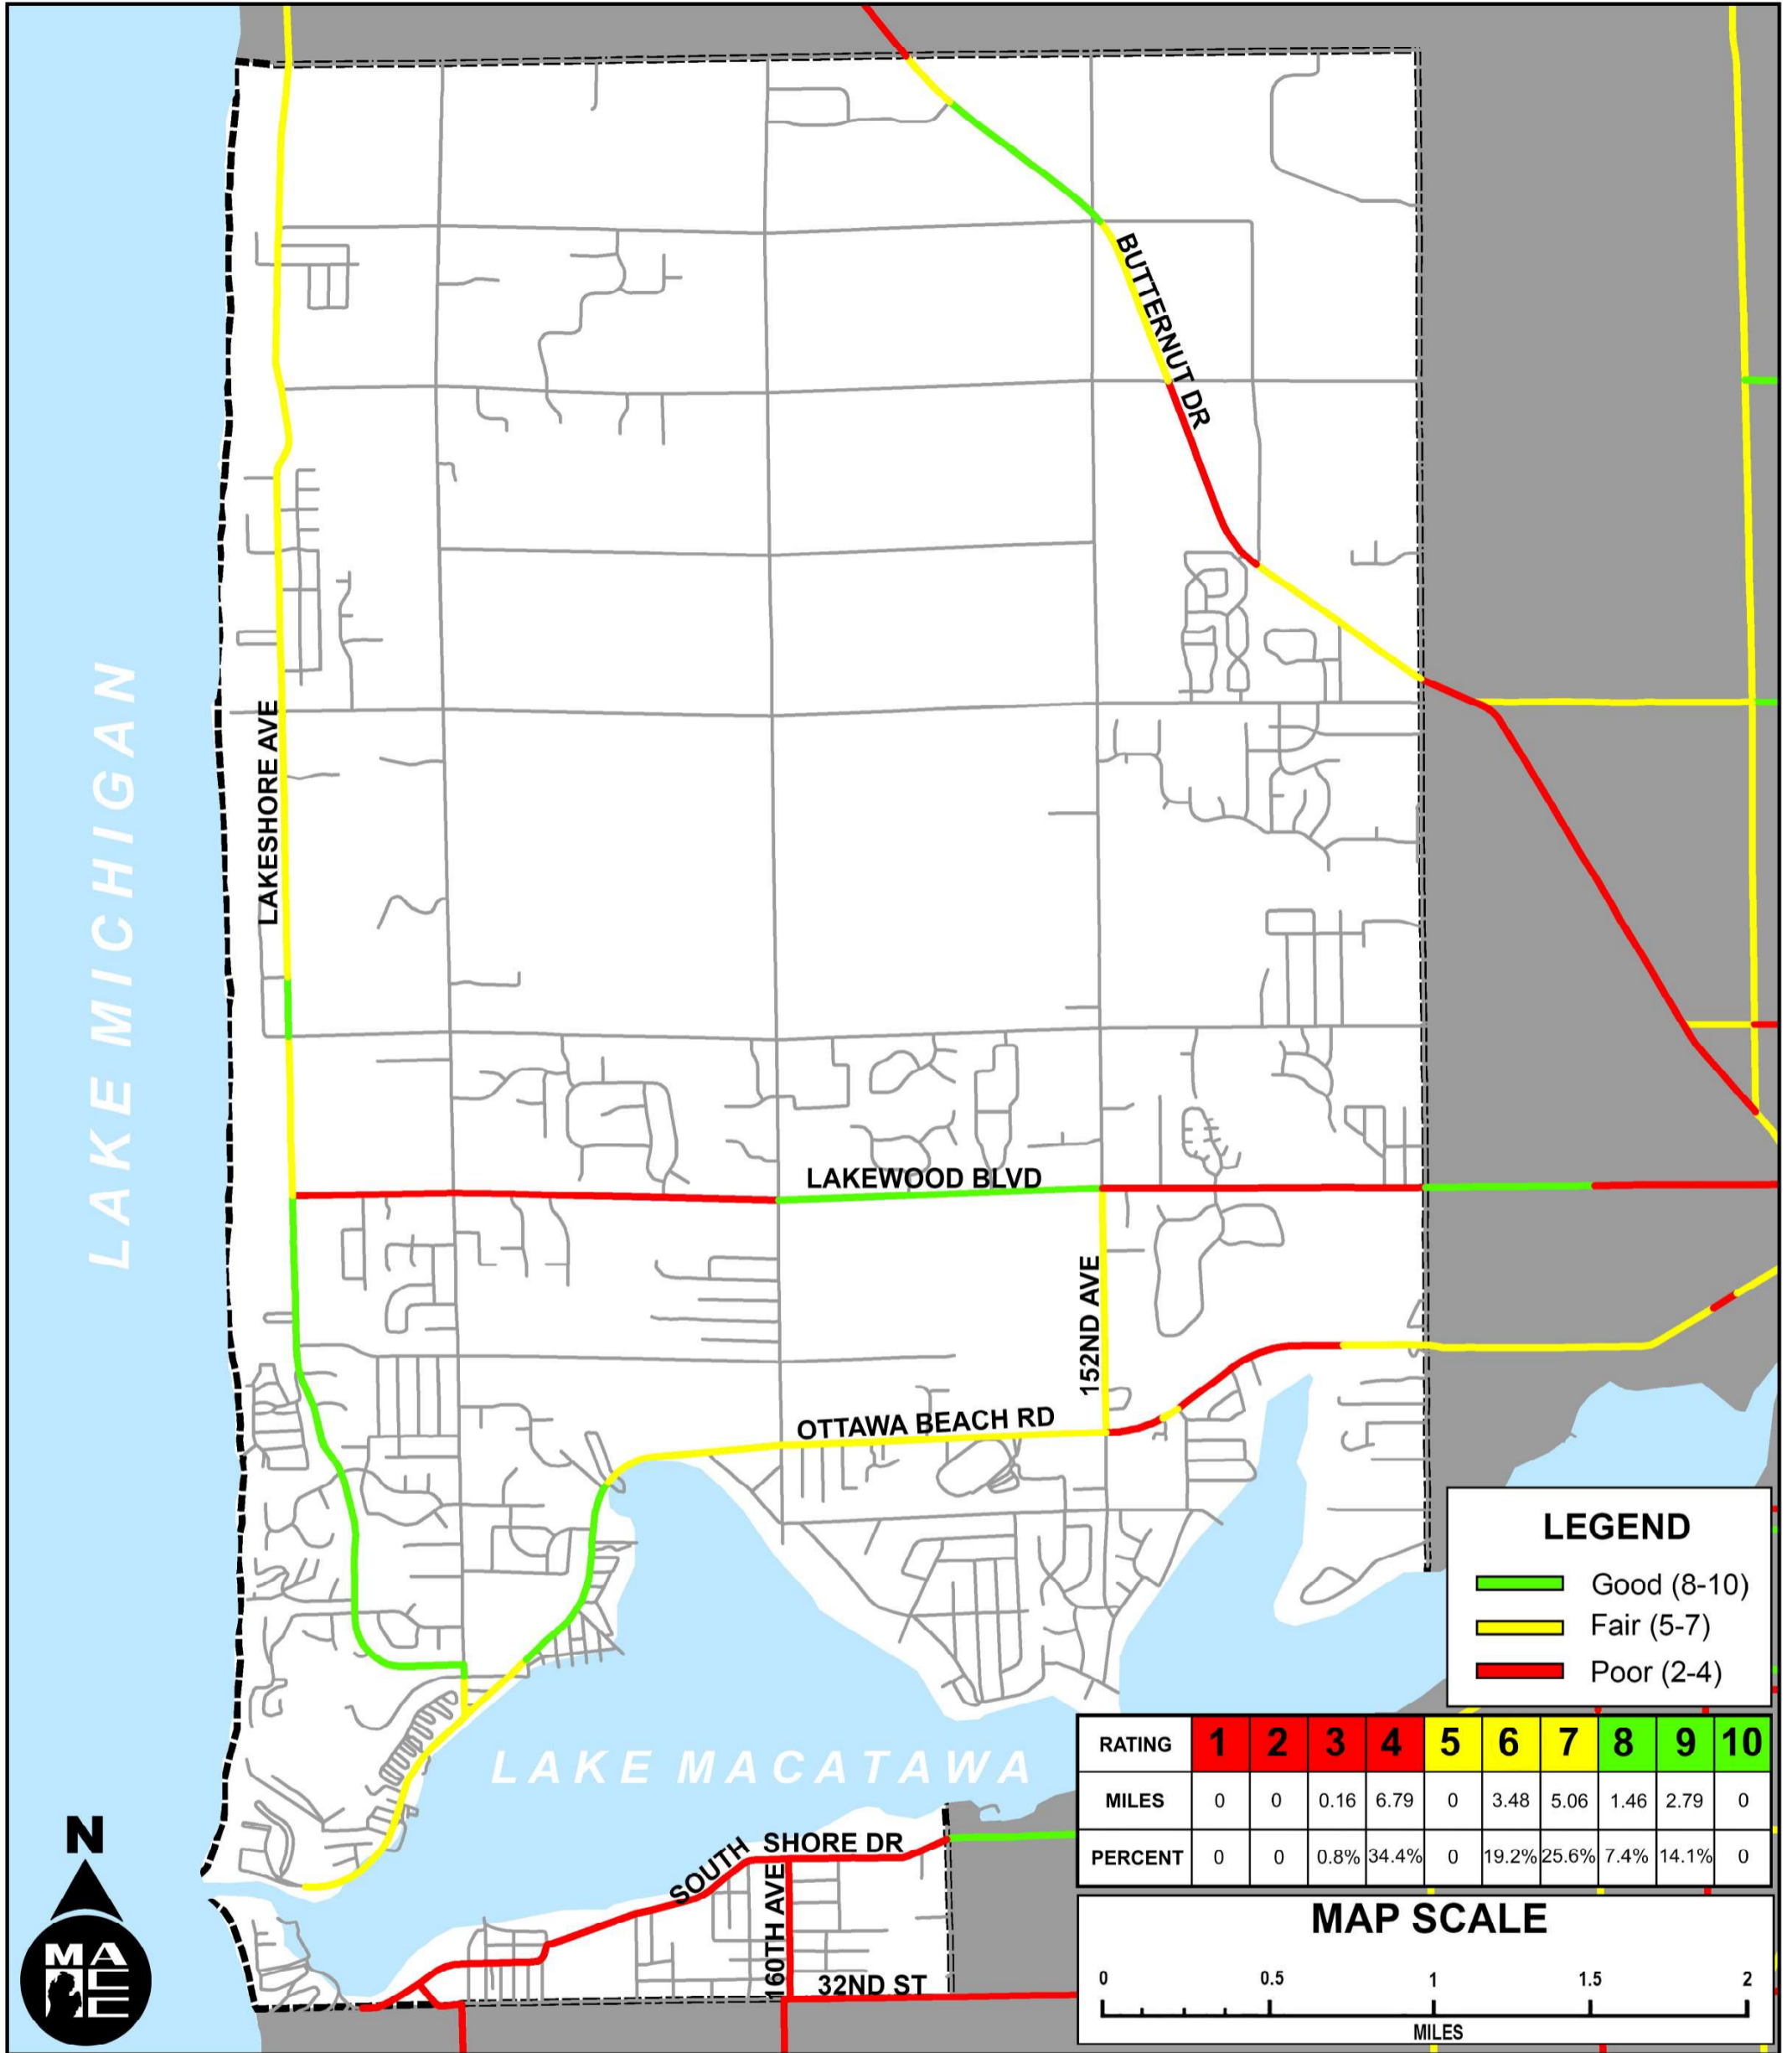 BUTTERNUT DR
LAKE MICHIGAN
LAKESHORE AVE
LAKEWOOD BLVD
152ND AVE
OTTAWA BEACH RD
LEGEND
Good (8-10)
Fair (5-7)
Poor (2-4)
LAKE MACATAWA
RATING 1 2 3 4 5 6 7 8 9 10
MILES 0 0 0.16 6.79 0 3.48 5.06 1.46 2.79 0
PERCENT 0 0 0.8% 34.4% 0 19.2% 25.6% 7.4% 14.1% 0
SOUTH SHORE DR
160TH AVE
32ND ST
N
MAP SCALE
0 0.5 1 1.5 2
MILES